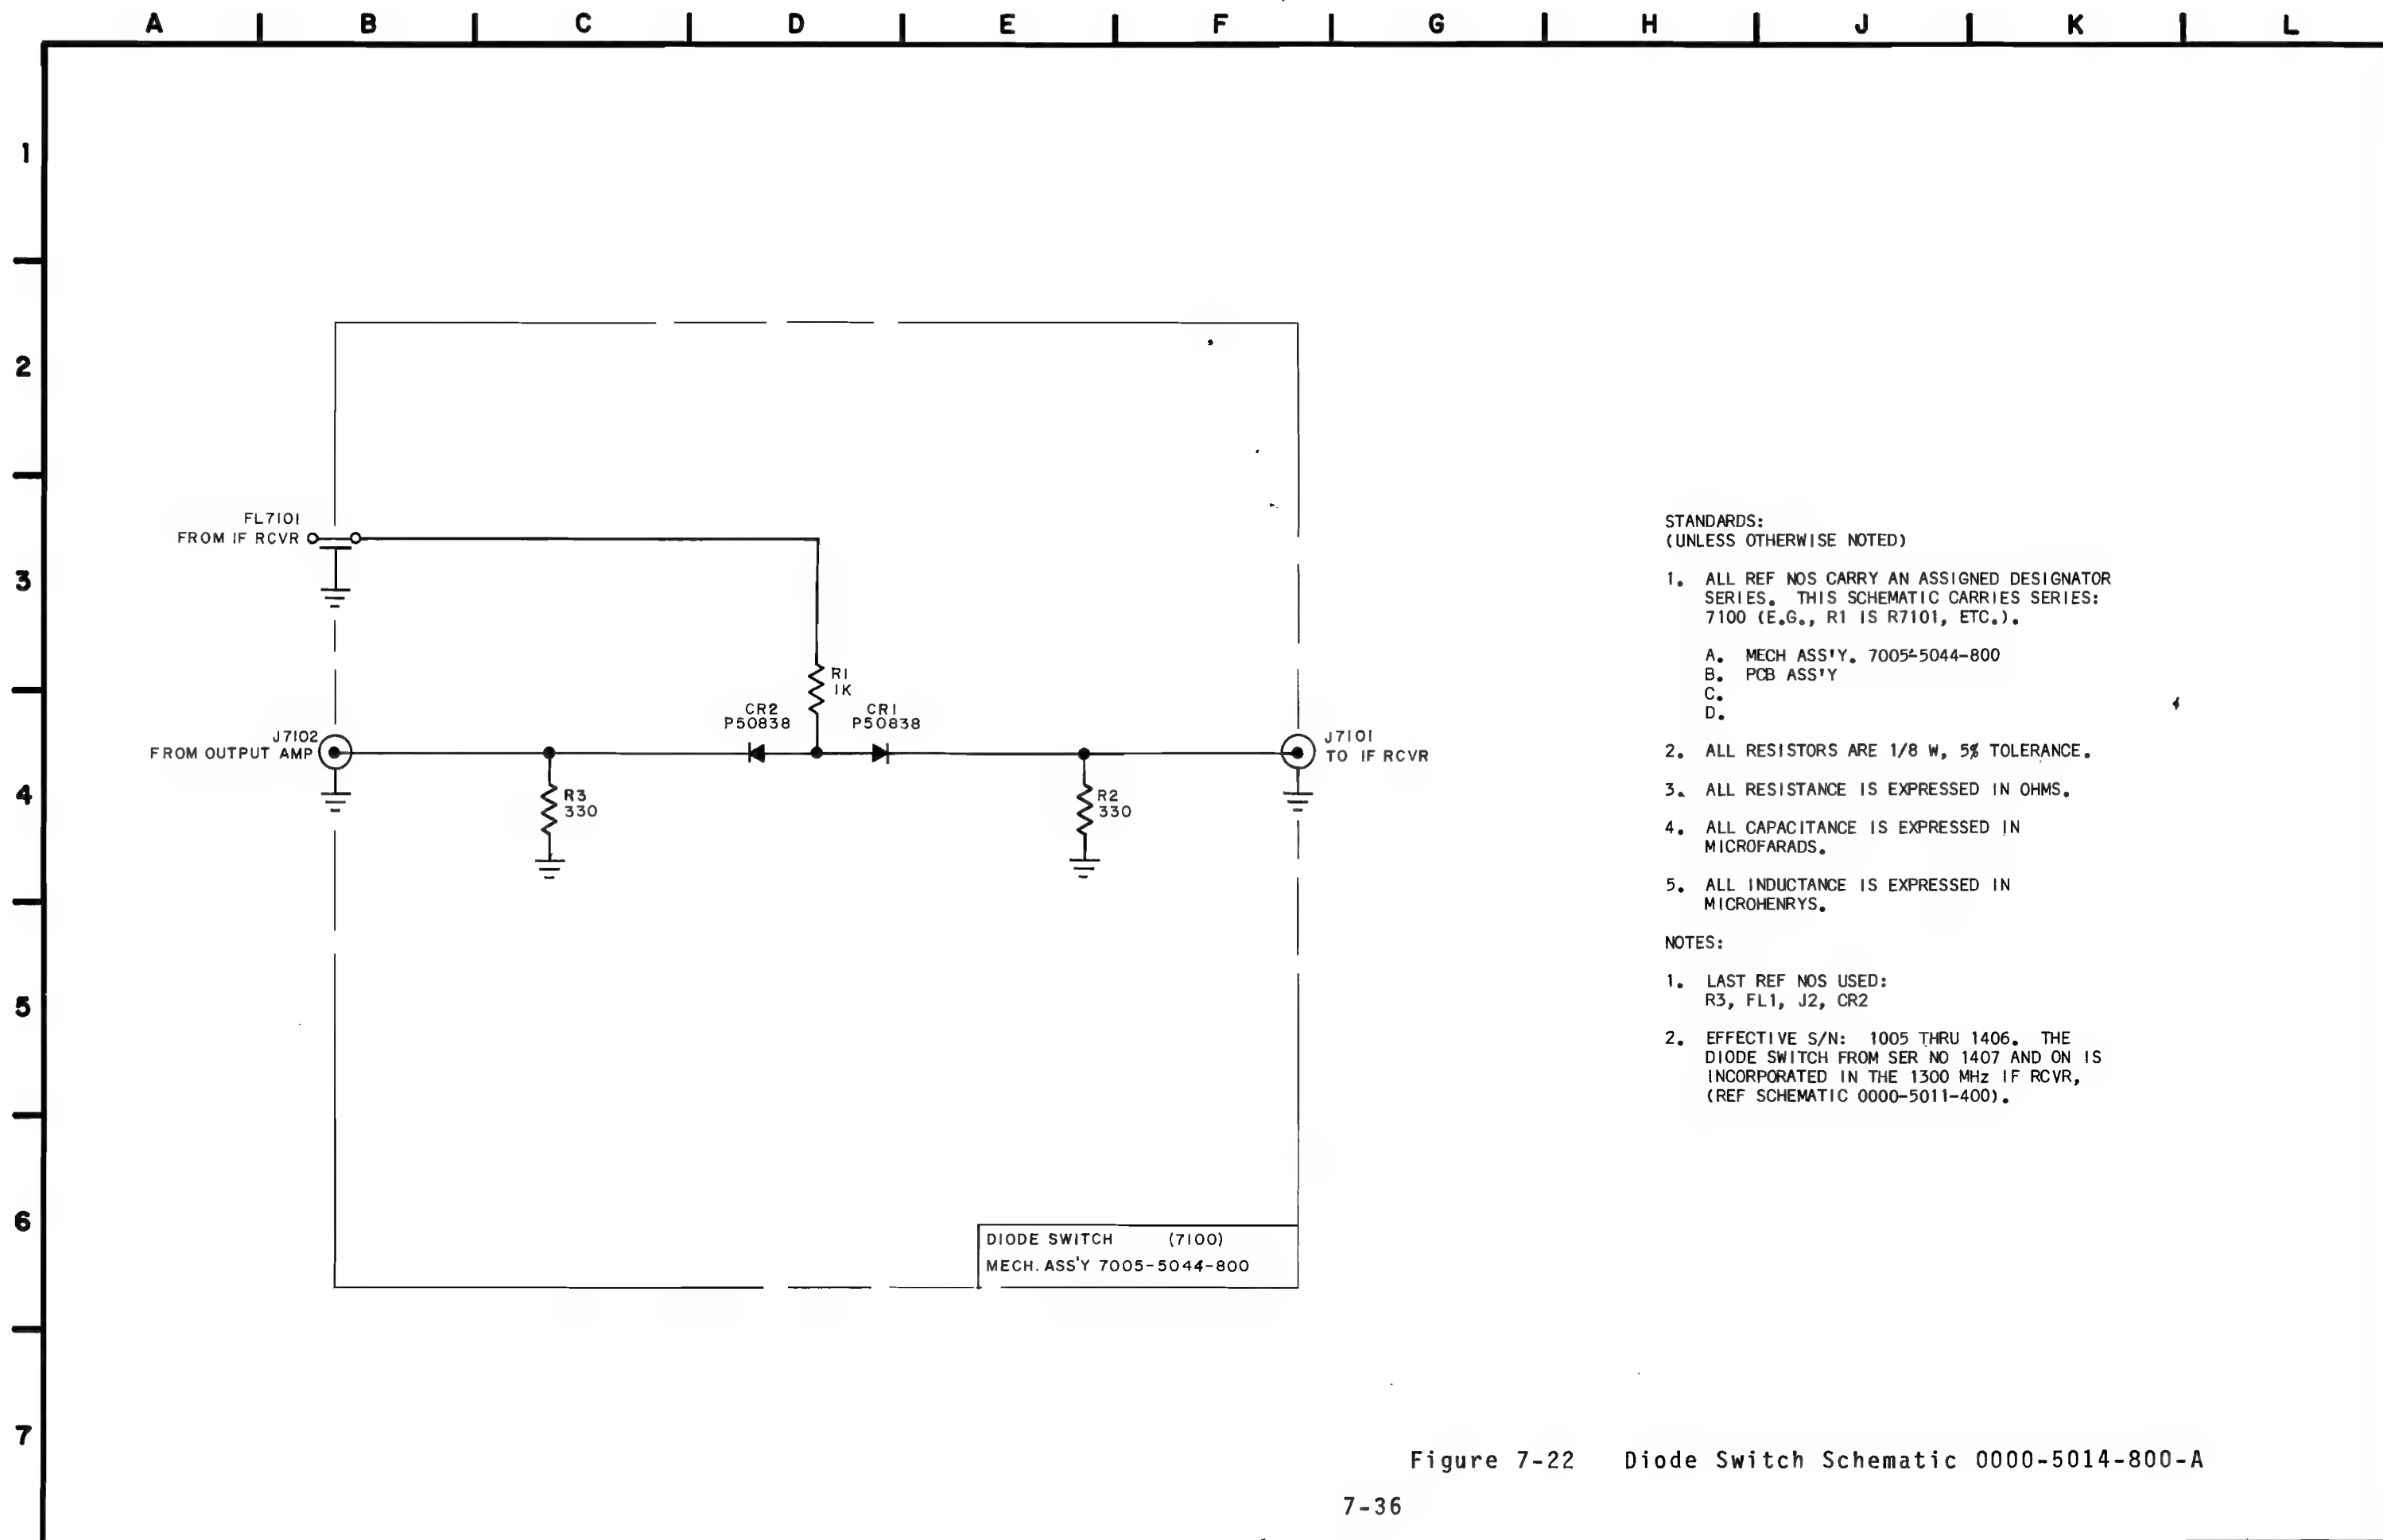 A B C D E F G H J K L
1
2
3
4
5
6
7
FL7101
FROM IF RCVR
R1
1K
CR2
P50838
CR1
P50838
J7102
FROM OUTPUT AMP
J7101
TO IF RCVR
R3
330
R2
330
DIODE SWITCH (7100)
MECH. ASS'Y 7005-5044-800
STANDARDS:
(UNLESS OTHERWISE NOTED)
1. ALL REF NOS CARRY AN ASSIGNED DESIGNATOR
SERIES. THIS SCHEMATIC CARRIES SERIES:
7100 (E.G., R1 IS R7101, ETC.).
A. MECH ASS'Y. 7005-5044-800
B. PCB ASS'Y
C.
D.
2. ALL RESISTORS ARE 1/8 W, 5% TOLERANCE.
3. ALL RESISTANCE IS EXPRESSED IN OHMS.
4. ALL CAPACITANCE IS EXPRESSED IN
MICROFARADS.
5. ALL INDUCTANCE IS EXPRESSED IN
MICROHENRYS.
NOTES:
1. LAST REF NOS USED:
R3, FL1, J2, CR2
2. EFFECTIVE S/N: 1005 THRU 1406. THE
DIODE SWITCH FROM SER NO 1407 AND ON IS
INCORPORATED IN THE 1300 MHz IF RCVR,
(REF SCHEMATIC 0000-5011-400).
Figure 7-22 Diode Switch Schematic 0000-5014-800-A
7-36